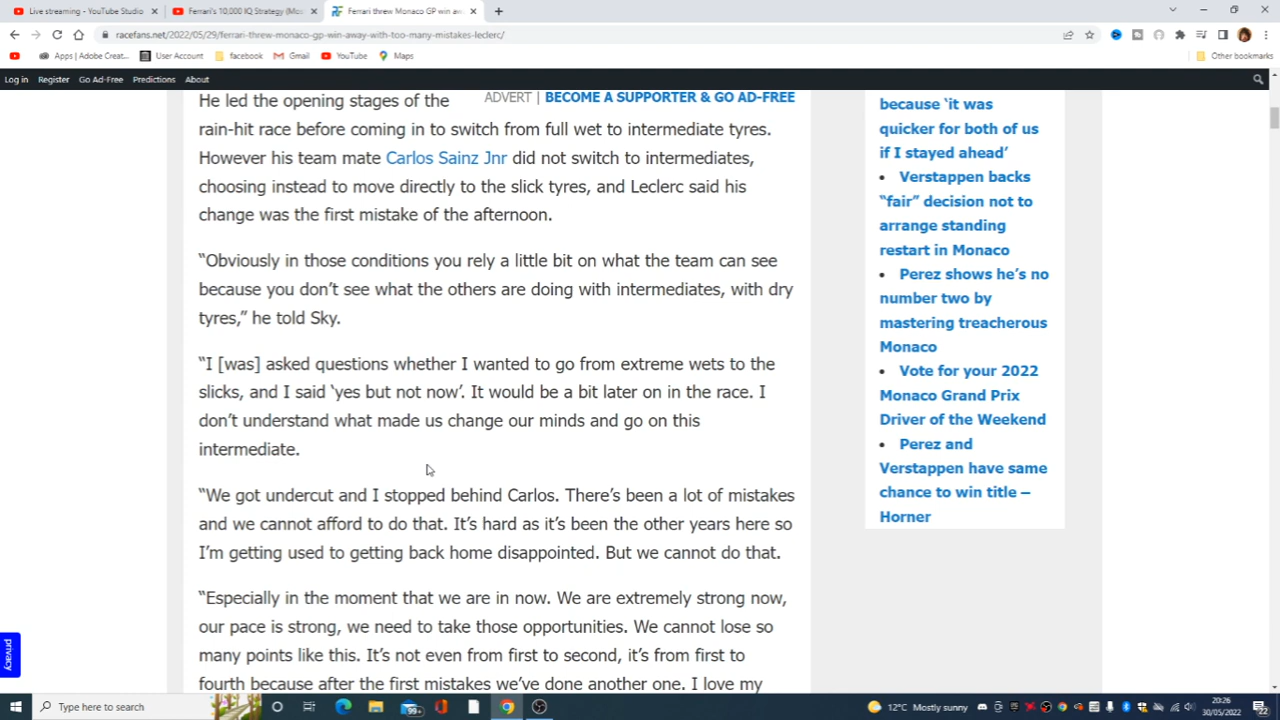 Live streaming - YouTube Studio
Ferrari's 10,000 IQ Strategy (Mo
Ferrari threw Monaco GP win aw
racefans.net/2022/05/29/ferrari-threw-monaco-gp-win-away-with-too-many-mistakes-leclerc/
Apps | Adobe Creat...
User Account
facebook
Gmail
YouTube
Maps
Other bookmarks
Log in
Register
Go Ad-Free
Predictions
About
He led the opening stages of the
ADVERT | BECOME A SUPPORTER & GO AD-FREE
rain-hit race before coming in to switch from full wet to intermediate tyres.
However his team mate Carlos Sainz Jnr did not switch to intermediates,
choosing instead to move directly to the slick tyres, and Leclerc said his
change was the first mistake of the afternoon.
“Obviously in those conditions you rely a little bit on what the team can see
because you don’t see what the others are doing with intermediates, with dry
tyres,” he told Sky.
“I [was] asked questions whether I wanted to go from extreme wets to the
slicks, and I said ‘yes but not now’. It would be a bit later on in the race. I
don’t understand what made us change our minds and go on this
intermediate.
“We got undercut and I stopped behind Carlos. There’s been a lot of mistakes
and we cannot afford to do that. It’s hard as it’s been the other years here so
I’m getting used to getting back home disappointed. But we cannot do that.
“Especially in the moment that we are in now. We are extremely strong now,
our pace is strong, we need to take those opportunities. We cannot lose so
many points like this. It’s not even from first to second, it’s from first to
fourth because after the first mistakes we’ve done another one. I love my
because ‘it was
quicker for both of us
if I stayed ahead’
• Verstappen backs
“fair” decision not to
arrange standing
restart in Monaco
• Perez shows he’s no
number two by
mastering treacherous
Monaco
• Vote for your 2022
Monaco Grand Prix
Driver of the Weekend
• Perez and
Verstappen have same
chance to win title –
Horner
privacy
Type here to search
99+
12°C Mostly sunny
20:26
30/05/2022
22